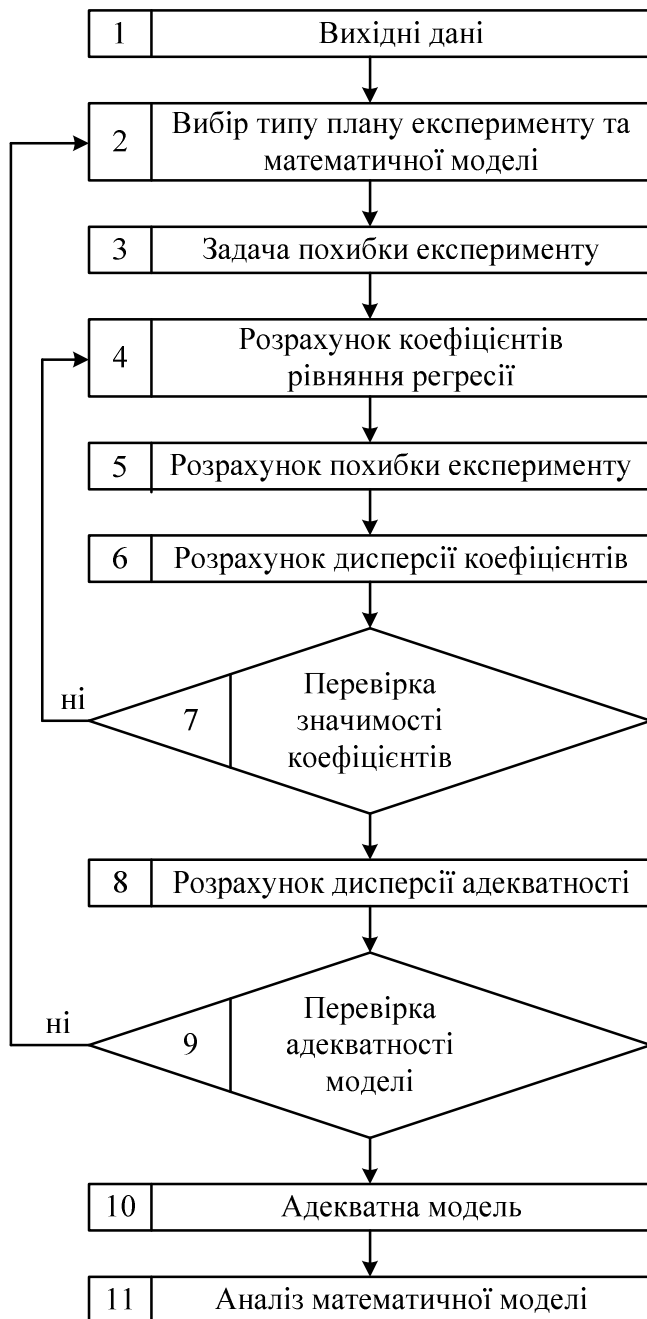 1 Вихідні дані
2 Вибір типу плану експерименту та
математичної моделі
3 Задача похибки експерименту
4 Розрахунок коефіцієнтів
рівняння регресії
5 Розрахунок похибки експерименту
6 Розрахунок дисперсії коефіцієнтів
ні
7 Перевірка
значимості
коефіцієнтів
8 Розрахунок дисперсії адекватності
ні
9 Перевірка
адекватності
моделі
10 Адекватна модель
11 Аналіз математичної моделі